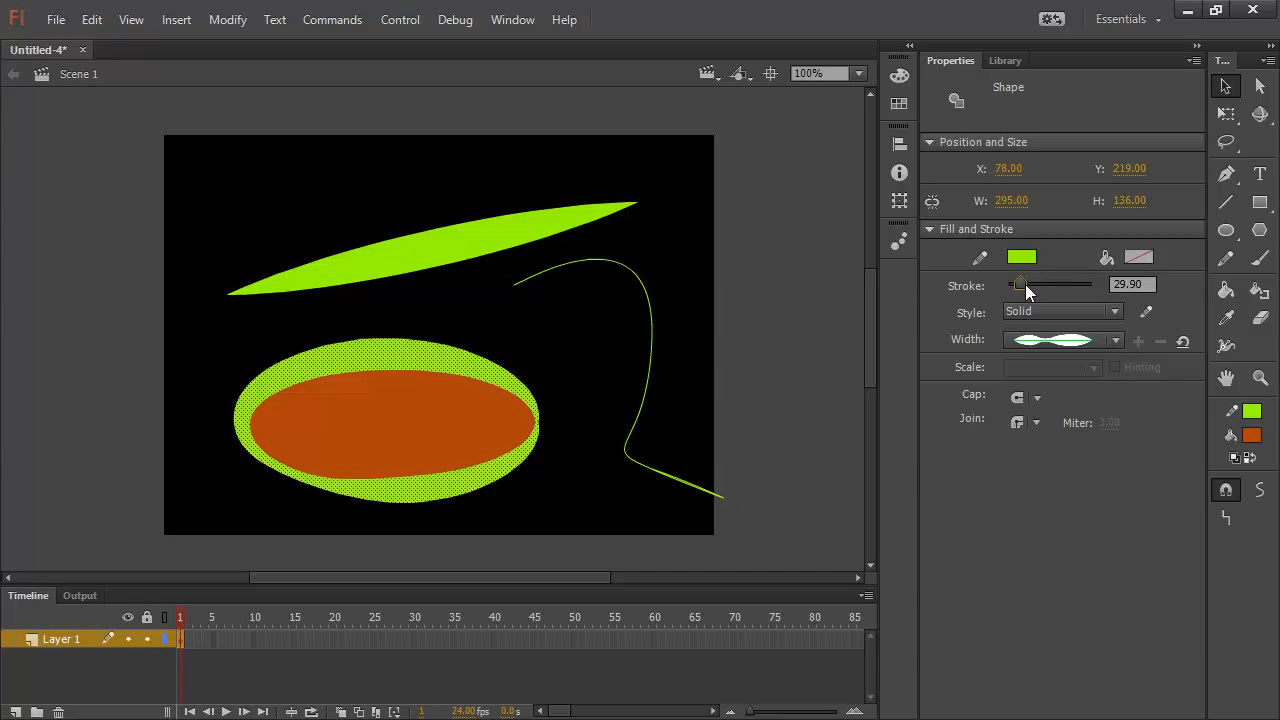 Fl File Edit View Insert Modify Text Commands Control Debug Window Help Essentials
Untitled-4* ×
Properties Library T...
Scene 1 100%
Shape
Position and Size
X: 78.00 Y: 219.00
W: 295.00 H: 136.00
Fill and Stroke
Stroke: 29.90
Style: Solid
Width:
Scale: Hinting
Cap:
Join: Miter: 3.00
Timeline Output
1 5 10 15 20 25 30 35 40 45 50 55 60 65 70 75 80 85
Layer 1
1 24.00 fps 0.0 s